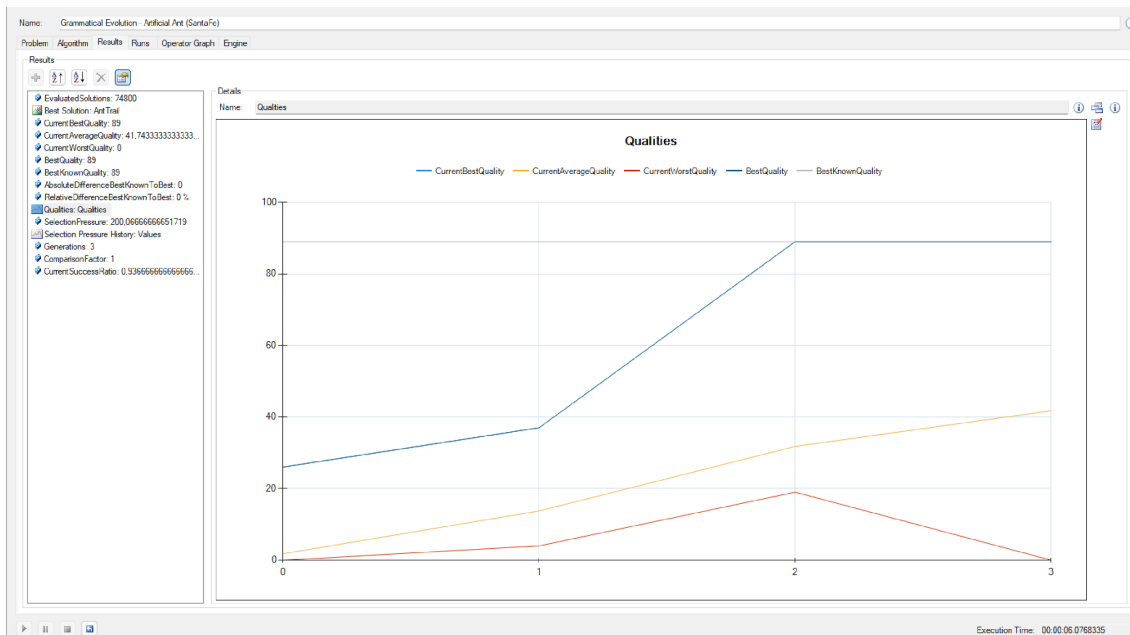 Name: Grammatical Evolution - Artificial Ant (SantaFe)
Problem Algorithm Results Runs Operator Graph Engine
Results
EvaluatedSolutions: 74800
Best Solution: AntTrail
CurrentBestQuality: 89
CurrentAverageQuality: 41,7433333333333...
CurrentWorstQuality: 0
BestQuality: 89
BestKnownQuality: 89
AbsoluteDifferenceBestKnownToBest: 0
RelativeDifferenceBestKnownToBest: 0 %
Qualities: Qualities
SelectionPressure: 200,06666666651719
Selection Pressure History: Values
Generations: 3
ComparisonFactor: 1
CurrentSuccessRatio: 0,936666666666666...
Details
Name: Qualities
Qualities
CurrentBestQuality CurrentAverageQuality CurrentWorstQuality BestQuality BestKnownQuality
100
80
60
40
20
0
0 1 2 3
Execution Time: 00:00:06.0768335